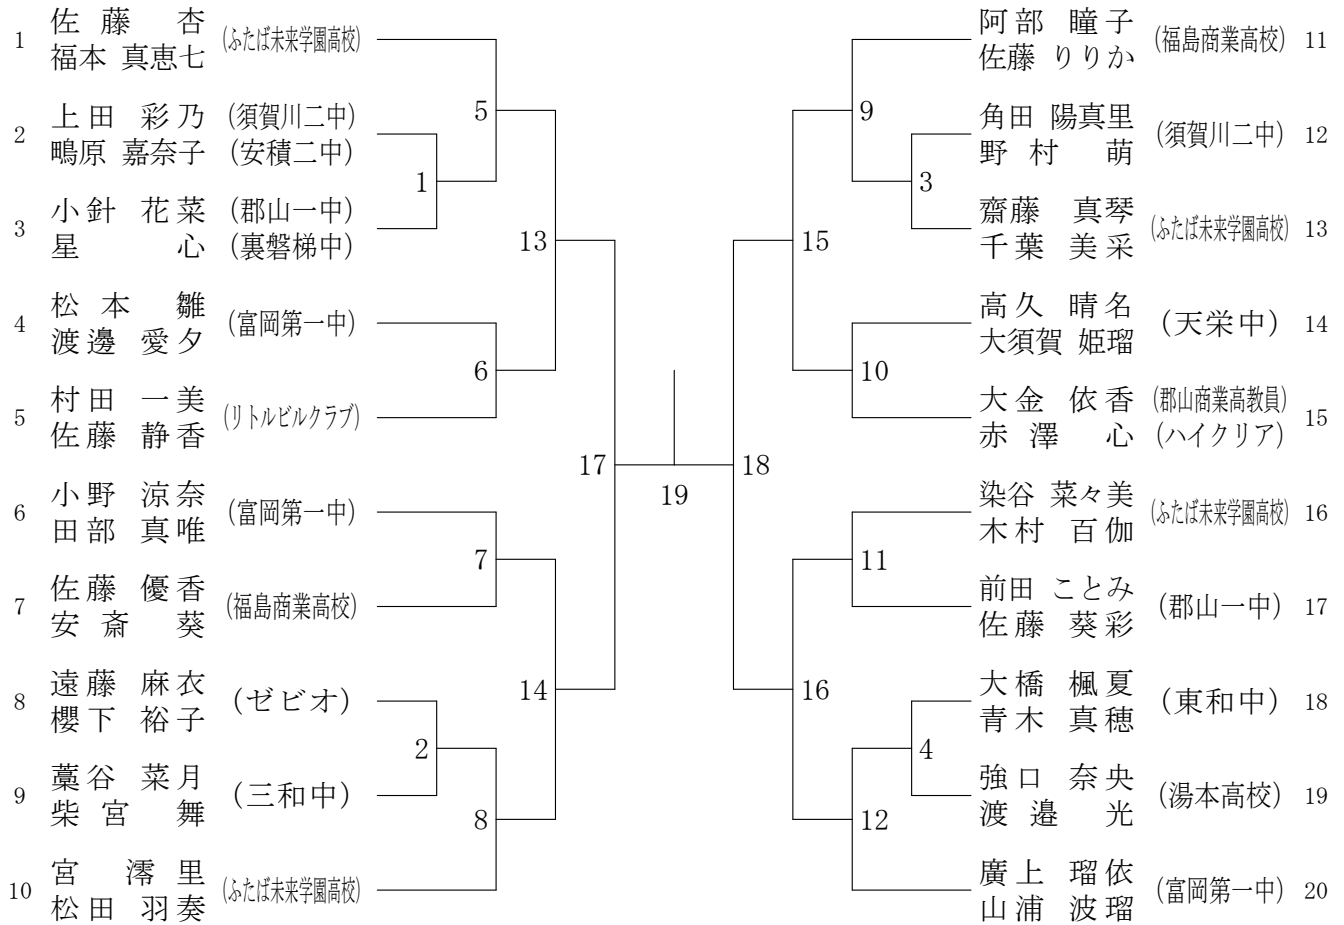 1 佐藤 杏 (ふたば未来学園高校)
福本 真恵七
2 上田 彩乃 (須賀川二中)
鴫原 嘉奈子 (安積二中)
3 小針 花菜 (郡山一中)
星 心 (裏磐梯中)
4 松本 雛 (富岡第一中)
渡邊 愛夕
5 村田 一美 (リトルビルクラブ)
佐藤 静香
6 小野 涼奈 (富岡第一中)
田部 真唯
7 佐藤 優香 (福島商業高校)
安斎 葵
8 遠藤 麻衣 (ゼビオ)
櫻下 裕子
9 藁谷 菜月 (三和中)
柴宮 舞
10 宮 澪里 (ふたば未来学園高校)
松田 羽奏
5
1
13
6
17
7
14
2
8
19
9
3
15
10
18
11
16
4
12
阿部 瞳子 (福島商業高校) 11
佐藤 りりか
角田 陽真里 (須賀川二中) 12
野村 萌
齋藤 真琴 (ふたば未来学園高校) 13
千葉 美采
高久 晴名 (天栄中) 14
大須賀 姫瑠
大金 依香 (郡山商業高教員) 15
赤澤 心 (ハイクリア)
染谷 菜々美 (ふたば未来学園高校) 16
木村 百伽
前田 ことみ (郡山一中) 17
佐藤 葵彩
大橋 楓夏 (東和中) 18
青木 真穂
強口 奈央 (湯本高校) 19
渡邉 光
廣上 瑠依 (富岡第一中) 20
山浦 波瑠